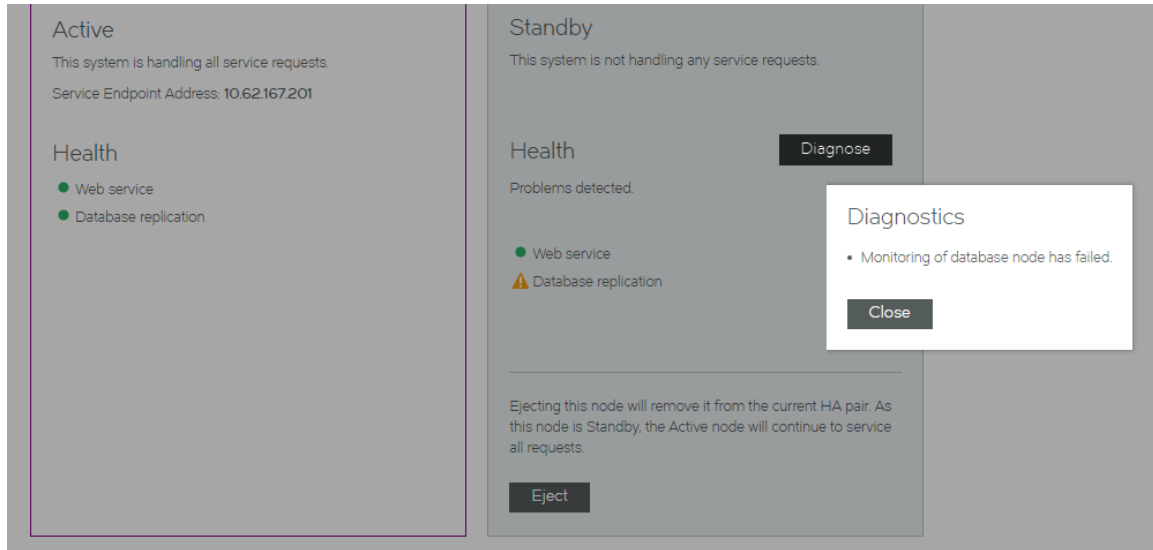 Active
This system is handling all service requests.
Service Endpoint Address: 10.62.167.201
Health
Web service
Database replication
Standby
This system is not handling any service requests.
Health
Diagnose
Problems detected.
Web service
Database replication
Diagnostics
• Monitoring of database node has failed.
Close
Ejecting this node will remove it from the current HA pair. As
this node is Standby, the Active node will continue to service
all requests.
Eject